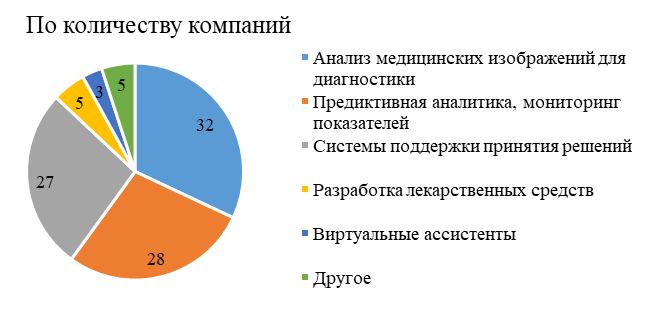 По количеству компаний
32
28
27
5
3
5
Анализ медицинских изображений для
диагностики
Предиктивная аналитика, мониторинг
показателей
Системы поддержки принятия решений
Разработка лекарственных средств
Виртуальные ассистенты
Другое